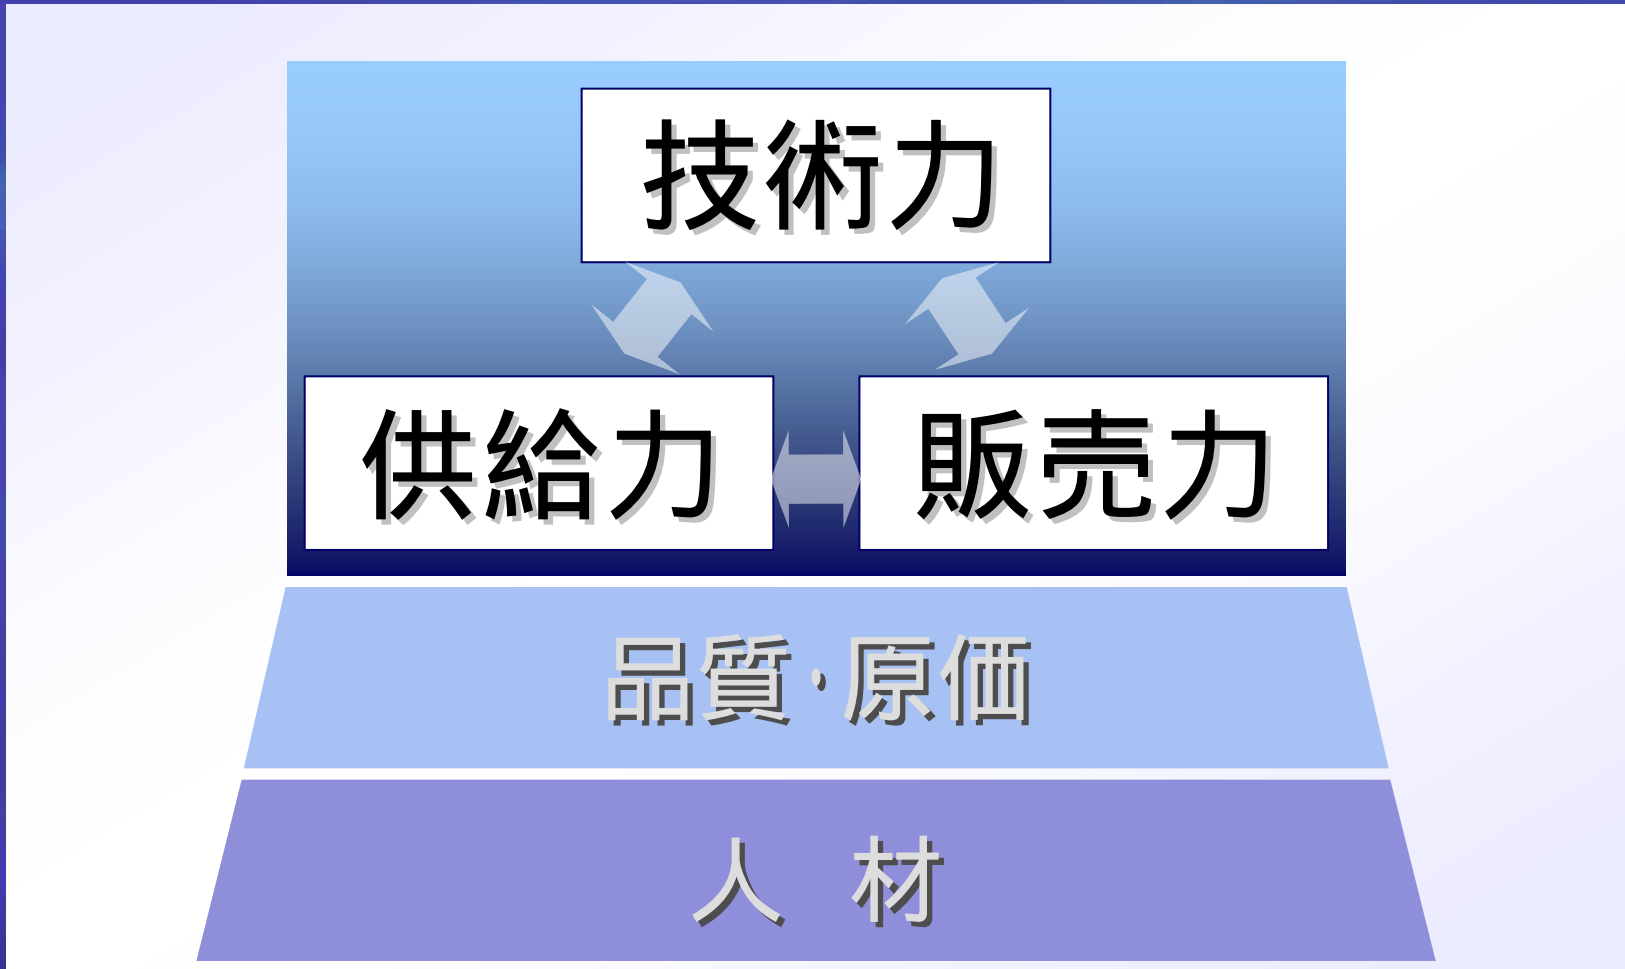 技術力
供給力
販売力
品質・原価
人 材